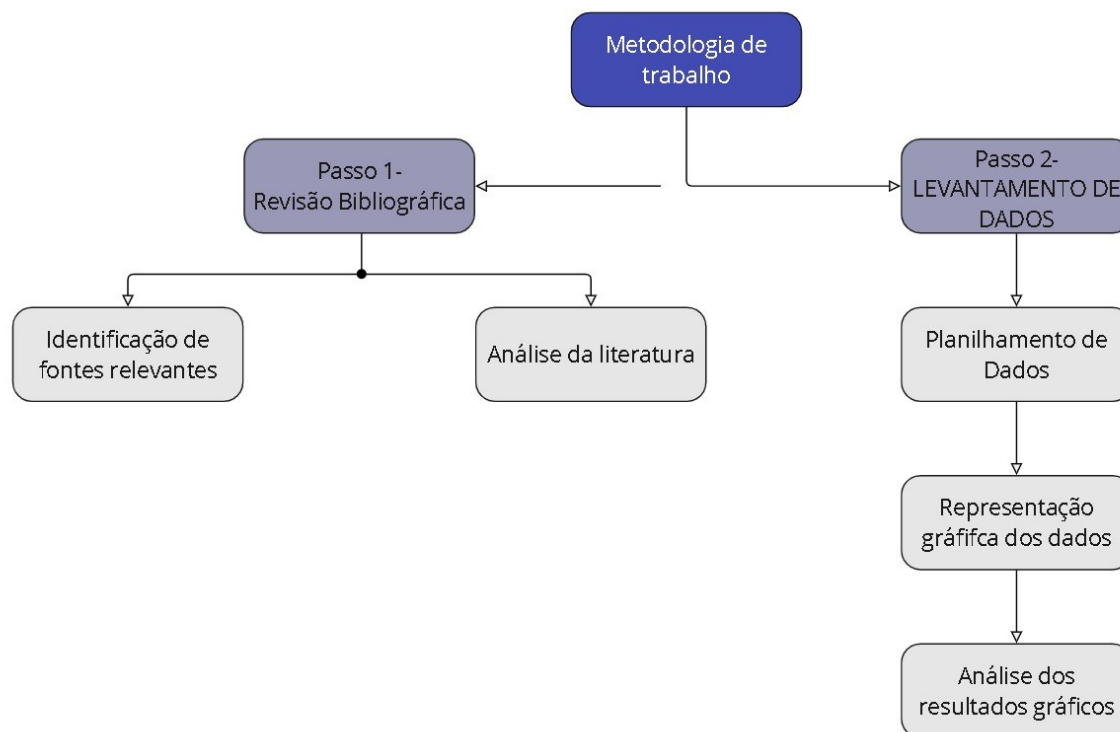 Metodologia de
trabalho
Passo 1-
Revisão Bibliográfica
Passo 2-
LEVANTAMENTO DE
DADOS
Identificação de
fontes relevantes
Análise da literatura
Planilhamento de
Dados
Representação
gráfifca dos dados
Análise dos
resultados gráficos